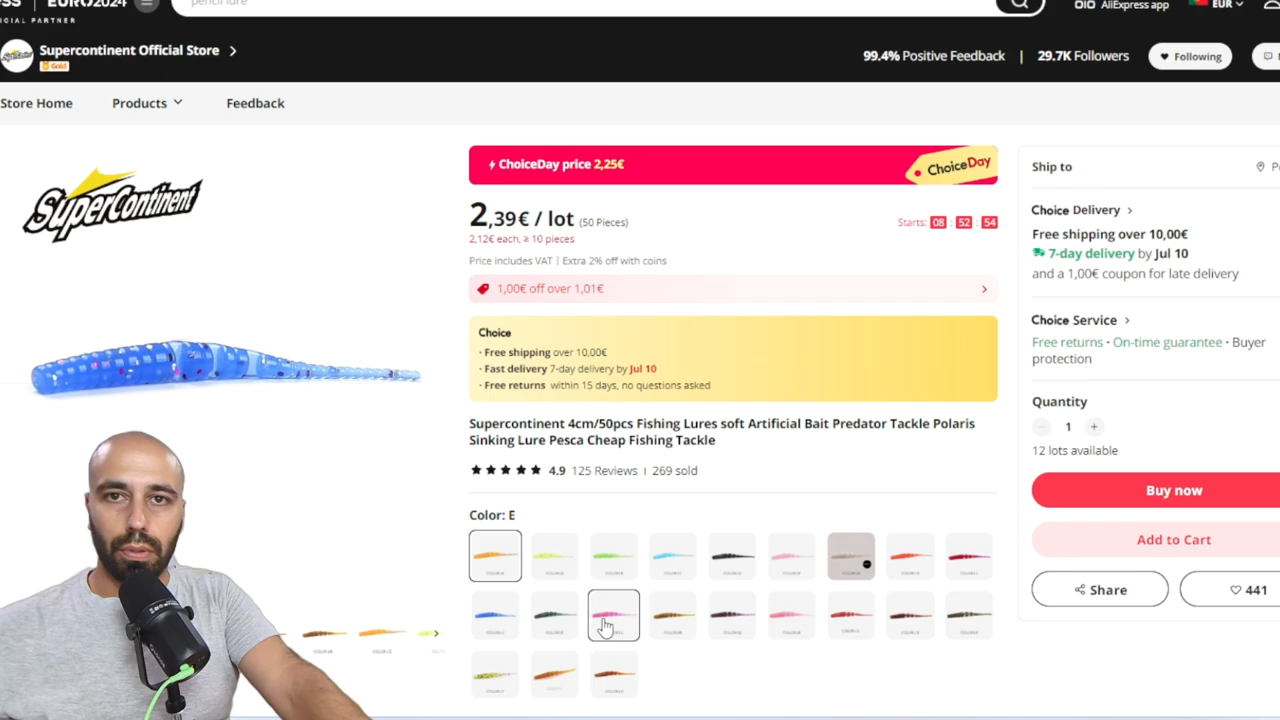 EURO2024
ICIAL PARTNER
pencil lure
AliExpress app
EUR
Supercontinent Official Store
Gold
99.4% Positive Feedback | 29.7K Followers
Following
Store Home
Products
Feedback
SuperContinent
ChoiceDay price 2,25€
ChoiceDay
2,39€ / lot (50 Pieces)
Starts: 08 : 52 : 54
2,12€ each, ≥ 10 pieces
Price includes VAT | Extra 2% off with coins
1,00€ off over 1,01€
Choice
· Free shipping over 10,00€
· Fast delivery 7-day delivery by Jul 10
· Free returns within 15 days, no questions asked
Supercontinent 4cm/50pcs Fishing Lures soft Artificial Bait Predator Tackle Polaris
Sinking Lure Pesca Cheap Fishing Tackle
4.9 125 Reviews | 269 sold
Color: E
Ship to
Choice Delivery
Free shipping over 10,00€
7-day delivery by Jul 10
and a 1,00€ coupon for late delivery
Choice Service
Free returns · On-time guarantee · Buyer
protection
Quantity
1
12 lots available
Buy now
Add to Cart
Share
441